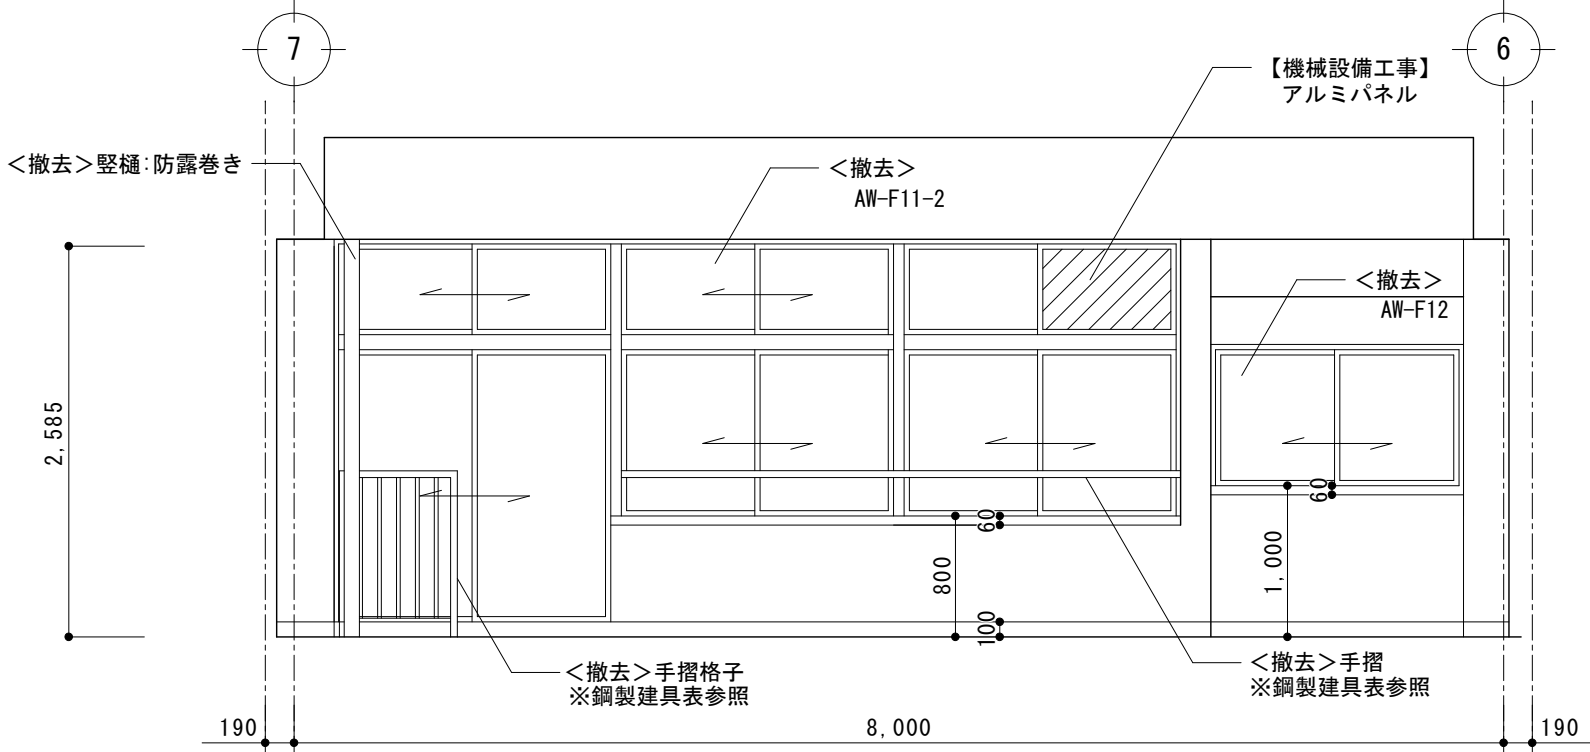 7
6
【機械設備工事】
アルミパネル
<撤去>竪樋:防露巻き
<撤去>
AW-F11-2
<撤去>
AW-F12
2,585
60
60
800
1,000
100
<撤去>手摺格子
※鋼製建具表参照
<撤去>手摺
※鋼製建具表参照
190
8,000
190